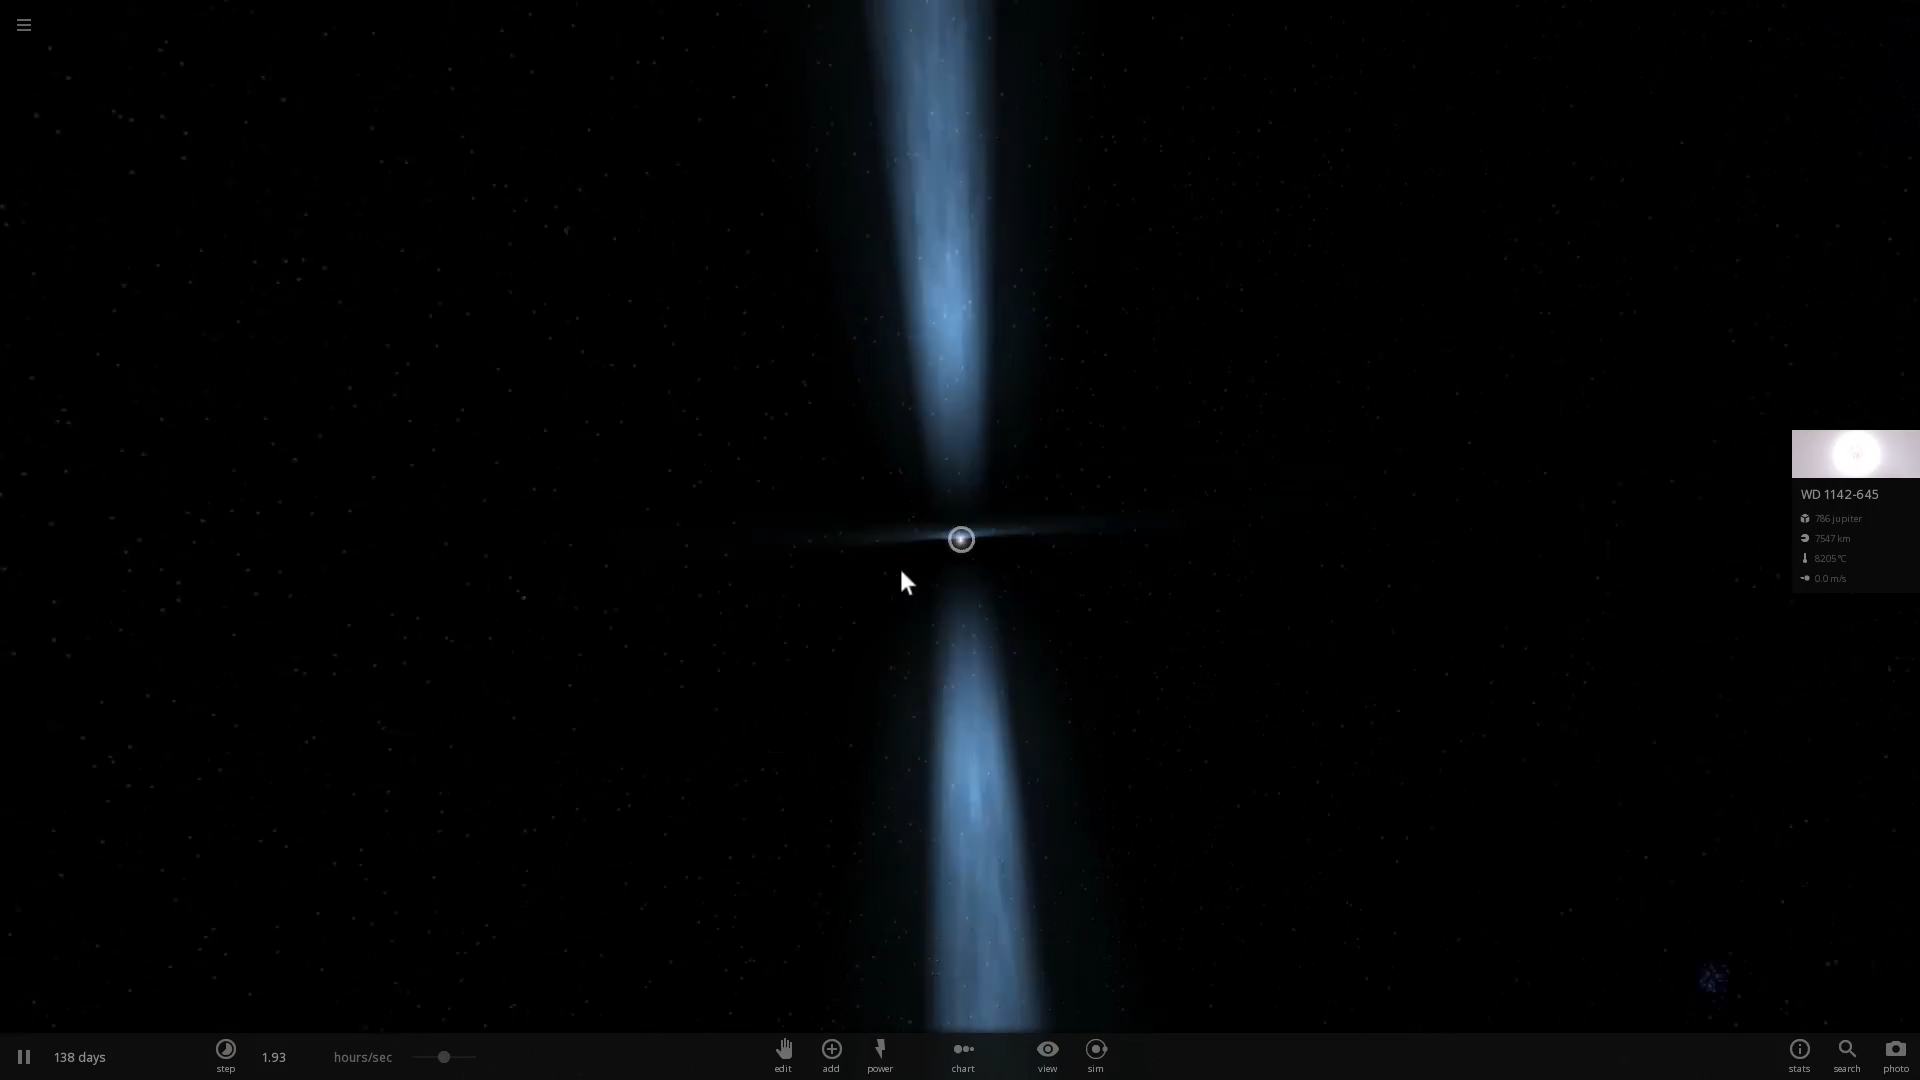 WD 1142-645
786 Jupiter
7547 km
8205 °C
0.0 m/s
138 days
step
1.93
hours/sec
edit
add
power
chart
view
sim
stats
search
photo